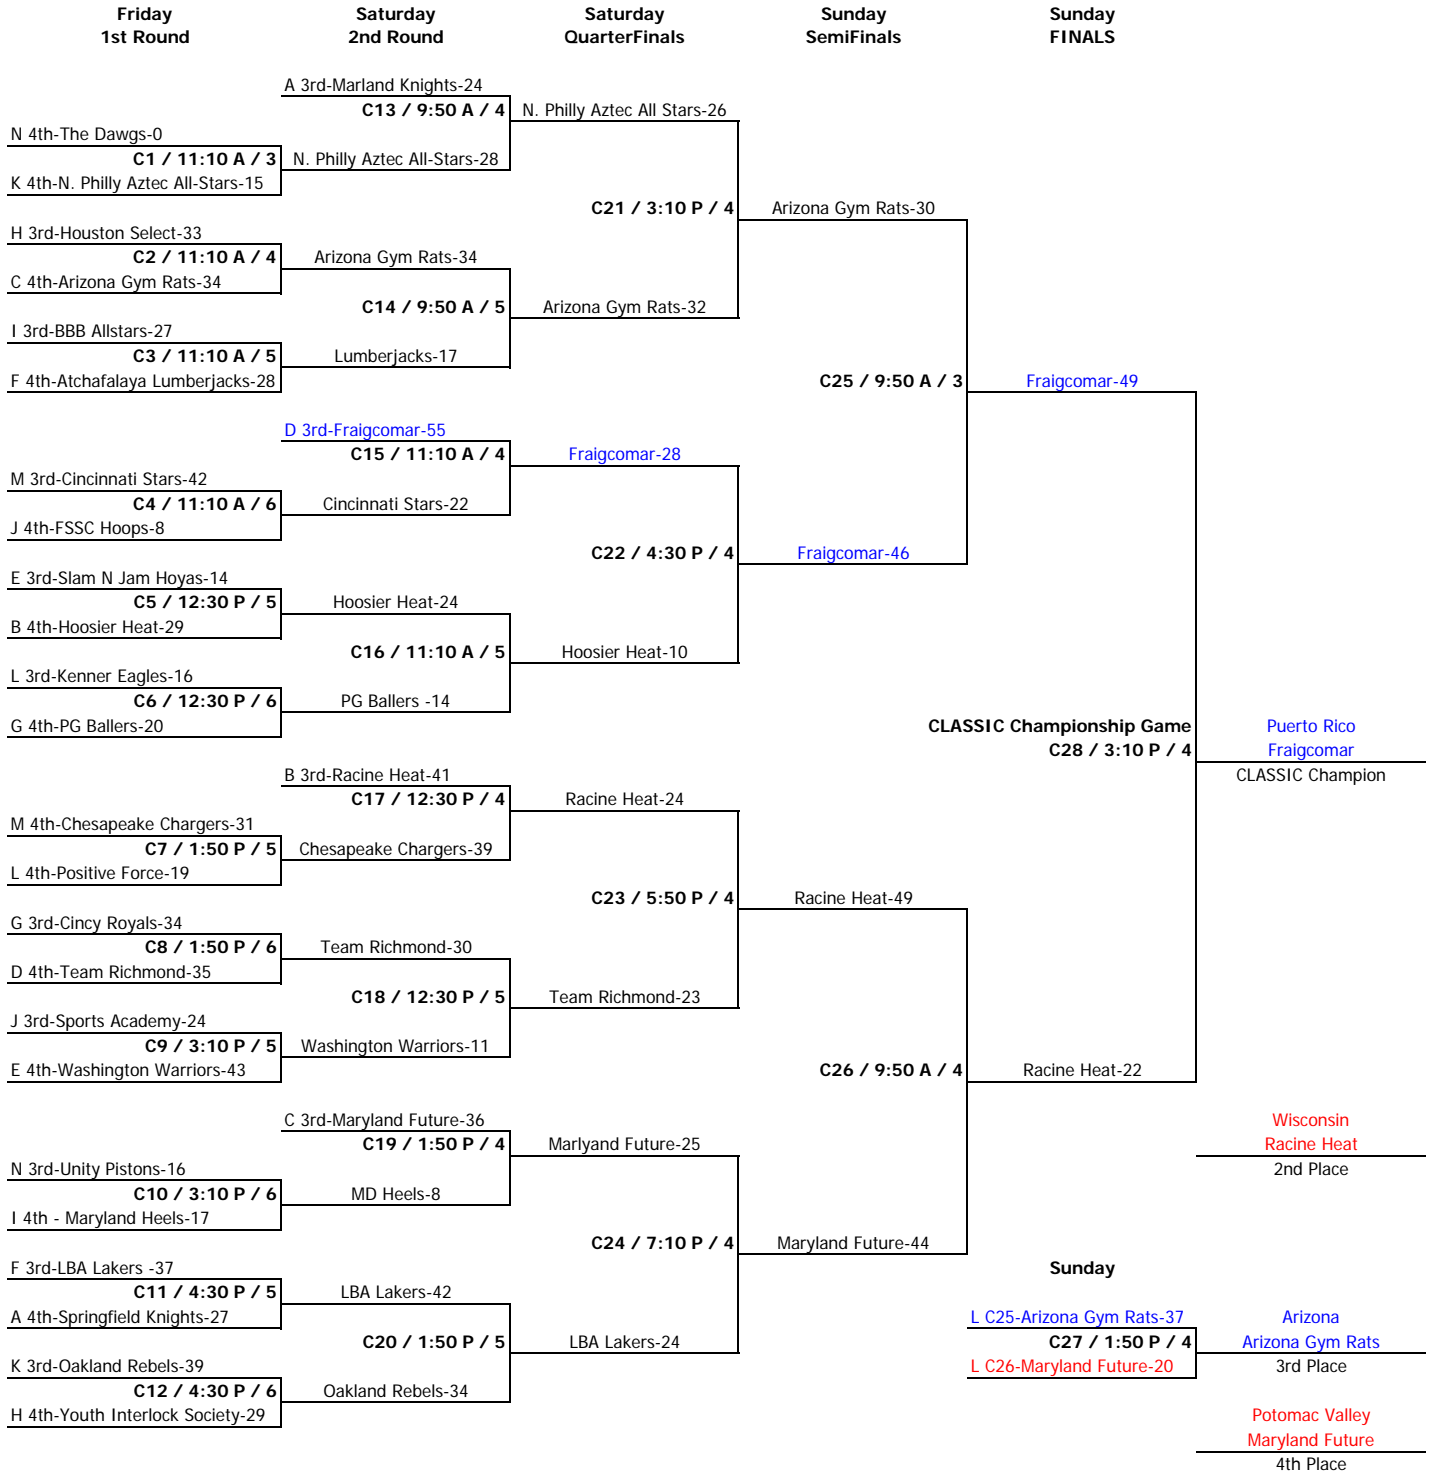 Friday
1st Round
Saturday
2nd Round
Saturday
QuarterFinals
Sunday
SemiFinals
Sunday
FINALS
A 3rd-Marland Knights-24
C13 / 9:50 A / 4
N. Philly Aztec All Stars-26
N 4th-The Dawgs-0
C1 / 11:10 A / 3
N. Philly Aztec All-Stars-28
K 4th-N. Philly Aztec All-Stars-15
C21 / 3:10 P / 4
Arizona Gym Rats-30
H 3rd-Houston Select-33
C2 / 11:10 A / 4
Arizona Gym Rats-34
C 4th-Arizona Gym Rats-34
C14 / 9:50 A / 5
Arizona Gym Rats-32
I 3rd-BBB Allstars-27
C3 / 11:10 A / 5
Lumberjacks-17
F 4th-Atchafalaya Lumberjacks-28
C25 / 9:50 A / 3
Fraigcomar-49
D 3rd-Fraigcomar-55
C15 / 11:10 A / 4
Fraigcomar-28
M 3rd-Cincinnati Stars-42
C4 / 11:10 A / 6
Cincinnati Stars-22
J 4th-FSSC Hoops-8
C22 / 4:30 P / 4
Fraigcomar-46
E 3rd-Slam N Jam Hoyas-14
C5 / 12:30 P / 5
Hoosier Heat-24
B 4th-Hoosier Heat-29
C16 / 11:10 A / 5
Hoosier Heat-10
L 3rd-Kenner Eagles-16
C6 / 12:30 P / 6
PG Ballers -14
G 4th-PG Ballers-20
CLASSIC Championship Game
C28 / 3:10 P / 4
Puerto Rico
Fraigcomar
CLASSIC Champion
B 3rd-Racine Heat-41
C17 / 12:30 P / 4
Racine Heat-24
M 4th-Chesapeake Chargers-31
C7 / 1:50 P / 5
Chesapeake Chargers-39
L 4th-Positive Force-19
C23 / 5:50 P / 4
Racine Heat-49
G 3rd-Cincy Royals-34
C8 / 1:50 P / 6
Team Richmond-30
D 4th-Team Richmond-35
C18 / 12:30 P / 5
Team Richmond-23
J 3rd-Sports Academy-24
C9 / 3:10 P / 5
Washington Warriors-11
E 4th-Washington Warriors-43
C26 / 9:50 A / 4
Racine Heat-22
C 3rd-Maryland Future-36
C19 / 1:50 P / 4
Marlyand Future-25
Wisconsin
Racine Heat
2nd Place
N 3rd-Unity Pistons-16
C10 / 3:10 P / 6
MD Heels-8
I 4th - Maryland Heels-17
C24 / 7:10 P / 4
Maryland Future-44
F 3rd-LBA Lakers -37
C11 / 4:30 P / 5
LBA Lakers-42
A 4th-Springfield Knights-27
C20 / 1:50 P / 5
LBA Lakers-24
K 3rd-Oakland Rebels-39
C12 / 4:30 P / 6
Oakland Rebels-34
H 4th-Youth Interlock Society-29
Sunday
L C25-Arizona Gym Rats-37
C27 / 1:50 P / 4
L C26-Maryland Future-20
Arizona
Arizona Gym Rats
3rd Place
Potomac Valley
Maryland Future
4th Place